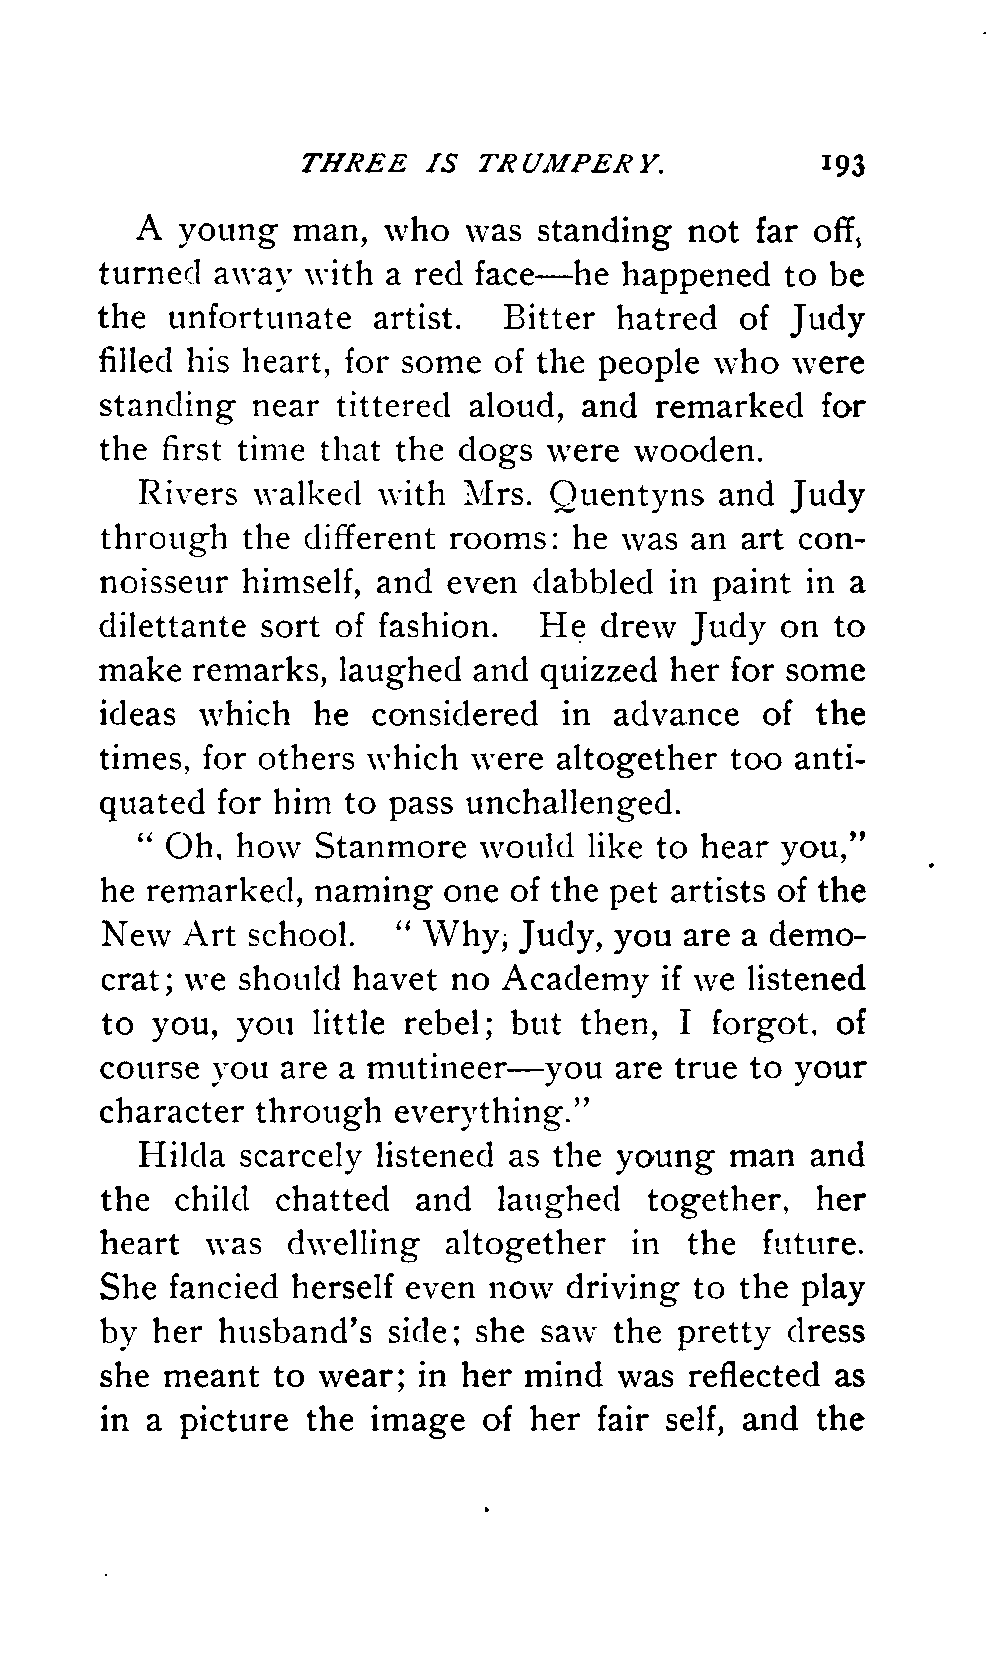 THREE IS TRUMPERY. 193
A young man, who was standing not far off,
turned away with a red face—he happened to be
the unfortunate artist. Bitter hatred of Judy
filled his heart, for some of the people who were
standing near tittered aloud, and remarked for
the first time that the dogs were wooden.
Rivers walked with Mrs. Quentyns and Judy
through the different rooms: he was an art con-
noisseur himself, and even dabbled in paint in a
dilettante sort of fashion. He drew Judy on to
make remarks, laughed and quizzed her for some
ideas which he considered in advance of the
times, for others which were altogether too anti-
quated for him to pass unchallenged.
" Oh, how Stanmore would like to hear you,"
he remarked, naming one of the pet artists of the
New Art school. " Why; Judy, you are a demo-
crat; we should havet no Academy if we listened
to you, you little rebel; but then, I forgot, of
course you are a mutineer—you are true to your
character through everything."
Hilda scarcely listened as the young man and
the child chatted and laughed together, her
heart was dwelling altogether in the future.
She fancied herself even now driving to the play
by her husband's side; she saw the pretty dress
she meant to wear; in her mind was reflected as
in a picture the image of her fair self, and the